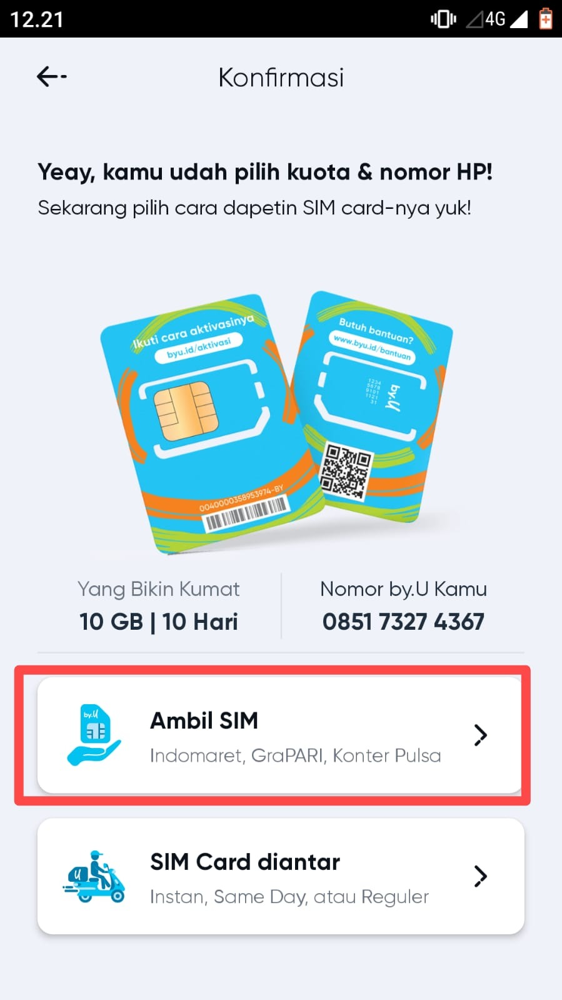 12.21
4G
Konfirmasi
Yeay, kamu udah pilih kuota & nomor HP!
Sekarang pilih cara dapetin SIM card-nya yuk!
Ikuti cara aktivasinya
byu.id/aktivasi
0040000358953974-BY
Butuh bantuan?
www.byu.id/bantuan
1234
5678
9101
1121
31
by.U
Yang Bikin Kumat
10 GB | 10 Hari
Nomor by.U Kamu
0851 7327 4367
by.U
Ambil SIM
Indomaret, GraPARI, Konter Pulsa
U
SIM Card diantar
Instan, Same Day, atau Reguler